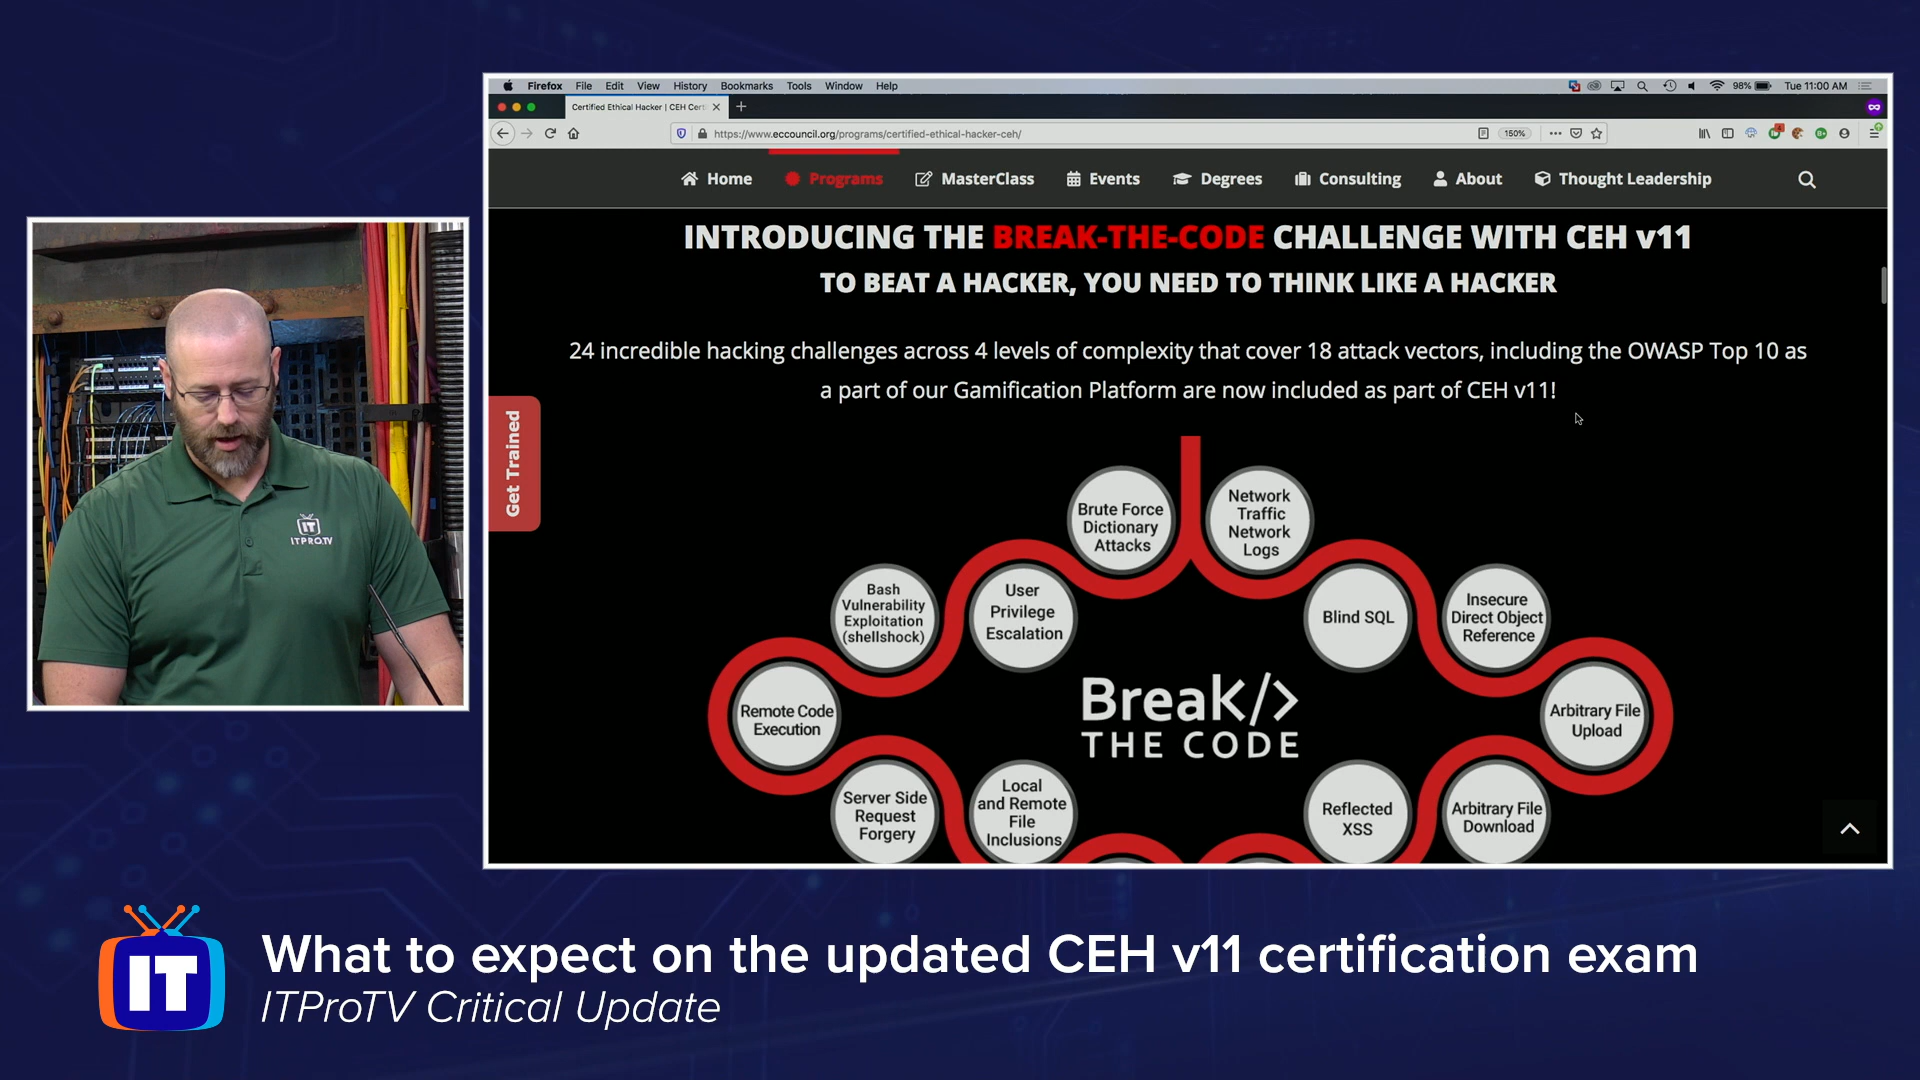 Firefox File Edit View History Bookmarks Tools Window Help 98% Tue 11:00 AM
Certified Ethical Hacker | CEH Cert
https://www.eccouncil.org/programs/certified-ethical-hacker-ceh/ 150%
Home Programs MasterClass Events Degrees Consulting About Thought Leadership
INTRODUCING THE BREAK-THE-CODE CHALLENGE WITH CEH v11
TO BEAT A HACKER, YOU NEED TO THINK LIKE A HACKER
24 incredible hacking challenges across 4 levels of complexity that cover 18 attack vectors, including the OWASP Top 10 as
a part of our Gamification Platform are now included as part of CEH v11!
Get Trained
Brute Force
Dictionary
Attacks
Network
Traffic
Network
Logs
Bash
Vulnerability
Exploitation
(shellshock)
User
Privilege
Escalation
Blind SQL
Insecure
Direct Object
Reference
Remote Code
Execution
Break/>
THE CODE
Arbitrary File
Upload
Server Side
Request
Forgery
Local
and Remote
File
Inclusions
Reflected
XSS
Arbitrary File
Download
IT
ITPRO.TV
IT
What to expect on the updated CEH v11 certification exam
ITProTV Critical Update